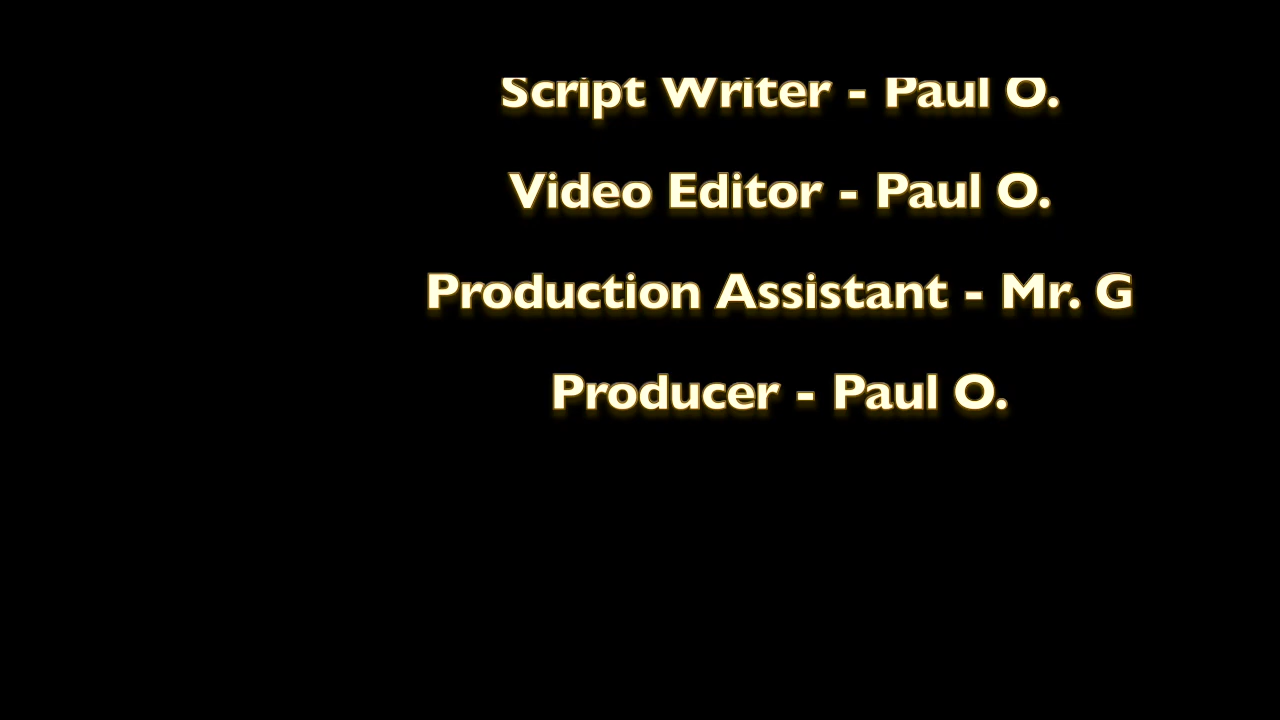 Script Writer - Paul O.
Video Editor - Paul O.
Production Assistant - Mr. G
Producer - Paul O.